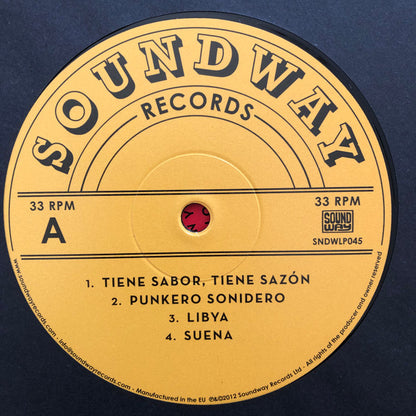 SOUNDWAY
RECORDS
33 RPM
33 RPM
A
SOUND
WAY
SNDWLP045
1. TIENE SABOR, TIENE SAZÓN
2. PUNKERO SONIDERO
3. LIBYA
4. SUENA
www.soundwayrecords.com - info@soundwayrecords.com - Manufactured in the EU ℗&©2012 Soundway Records Ltd - All rights of the producer and owner reserved